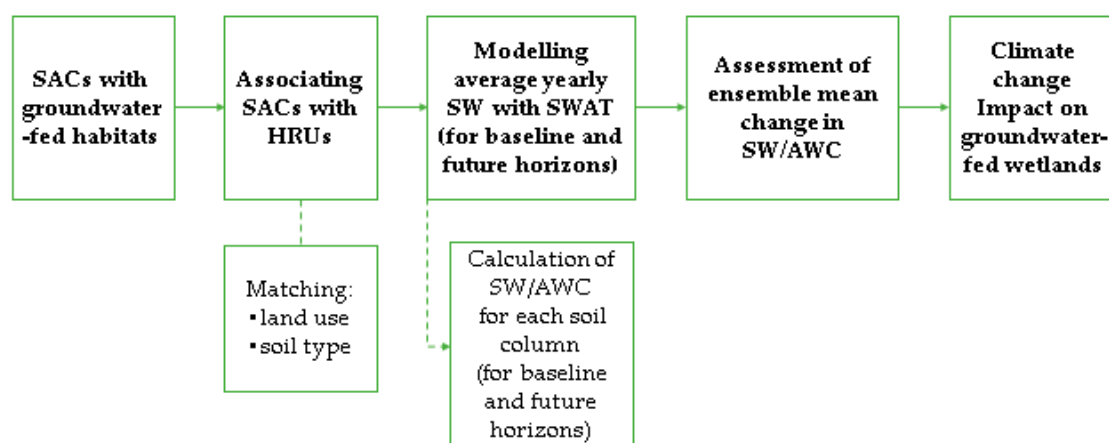 SACs with
groundwater
-fed habitats
Associating
SACs with
HRUs
Modelling
average yearly
SW with SWAT
(for baseline and
future horizons)
Assessment of
ensemble mean
change in
SW/AWC
Climate
change
Impact on
groundwater-
fed wetlands
Matching:
▪ land use
▪ soil type
Calculation of
SW/AWC
for each soil
column
(for baseline
and future
horizons)